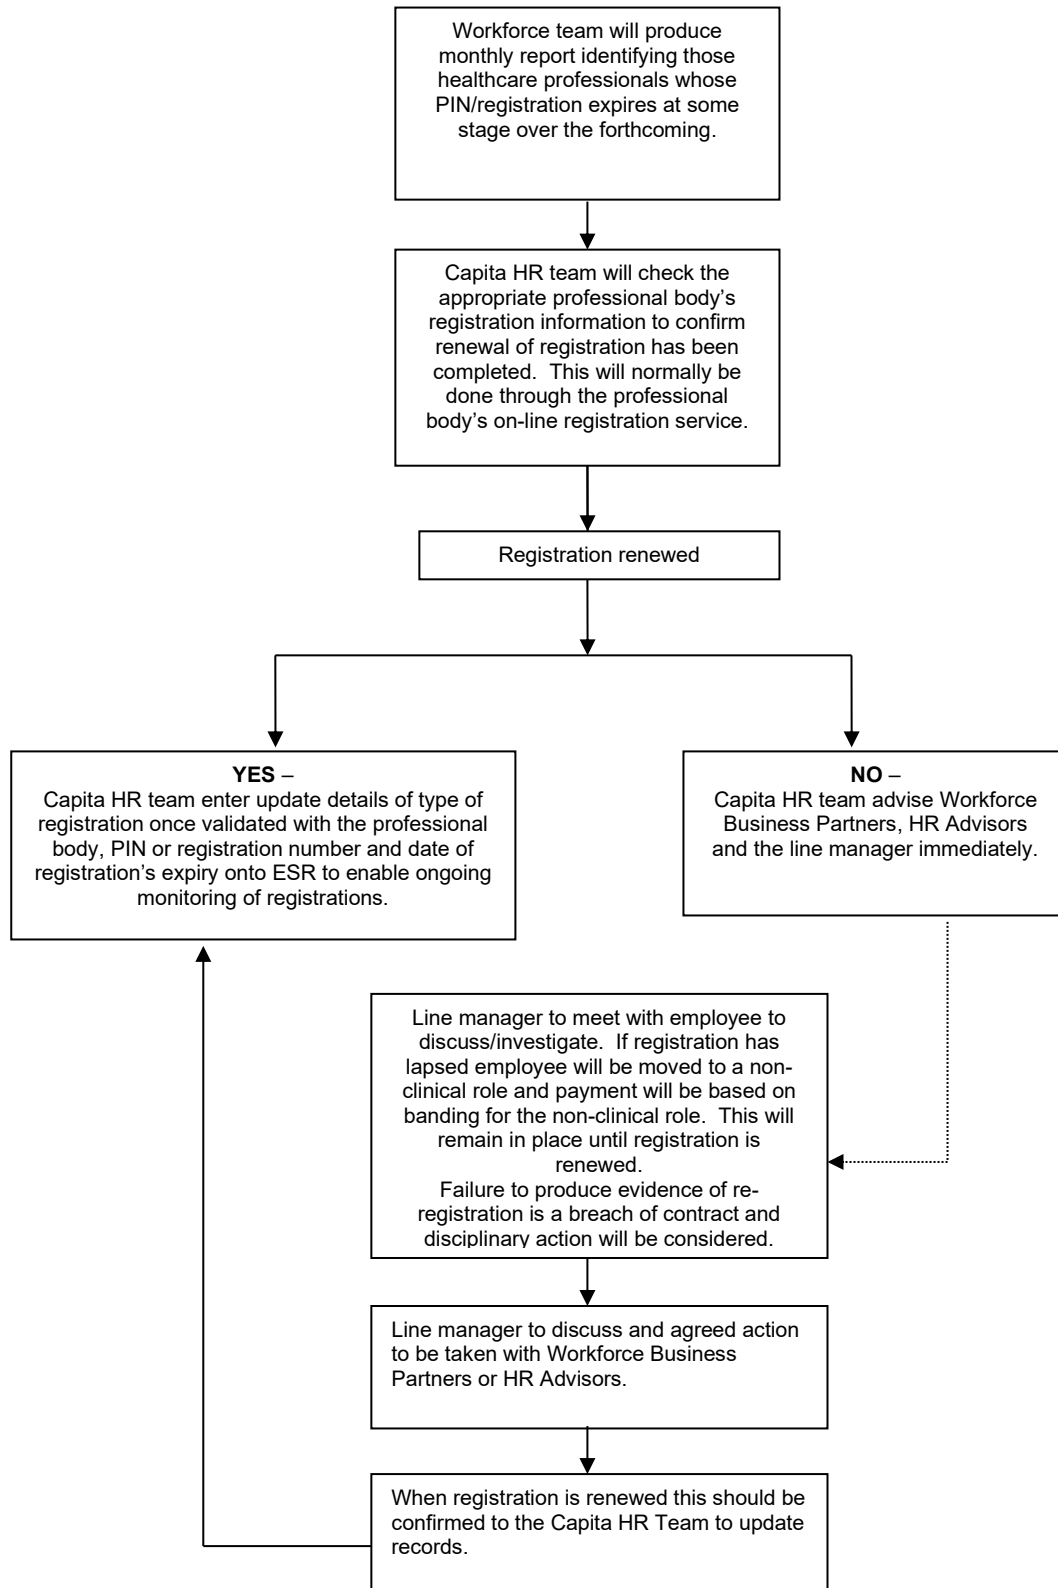 Workforce team will produce
monthly report identifying those
healthcare professionals whose
PIN/registration expires at some
stage over the forthcoming.
Capita HR team will check the
appropriate professional body’s
registration information to confirm
renewal of registration has been
completed.  This will normally be
done through the professional
body’s on-line registration service.
Registration renewed
YES –
Capita HR team enter update details of type of
registration once validated with the professional
body, PIN or registration number and date of
registration’s expiry onto ESR to enable ongoing
monitoring of registrations.
NO –
Capita HR team advise Workforce
Business Partners, HR Advisors
and the line manager immediately.
Line manager to meet with employee to
discuss/investigate.  If registration has
lapsed employee will be moved to a non-
clinical role and payment will be based on
banding for the non-clinical role.  This will
remain in place until registration is
renewed.
Failure to produce evidence of re-
registration is a breach of contract and
disciplinary action will be considered.
Line manager to discuss and agreed action
to be taken with Workforce Business
Partners or HR Advisors.
When registration is renewed this should be
confirmed to the Capita HR Team to update
records.